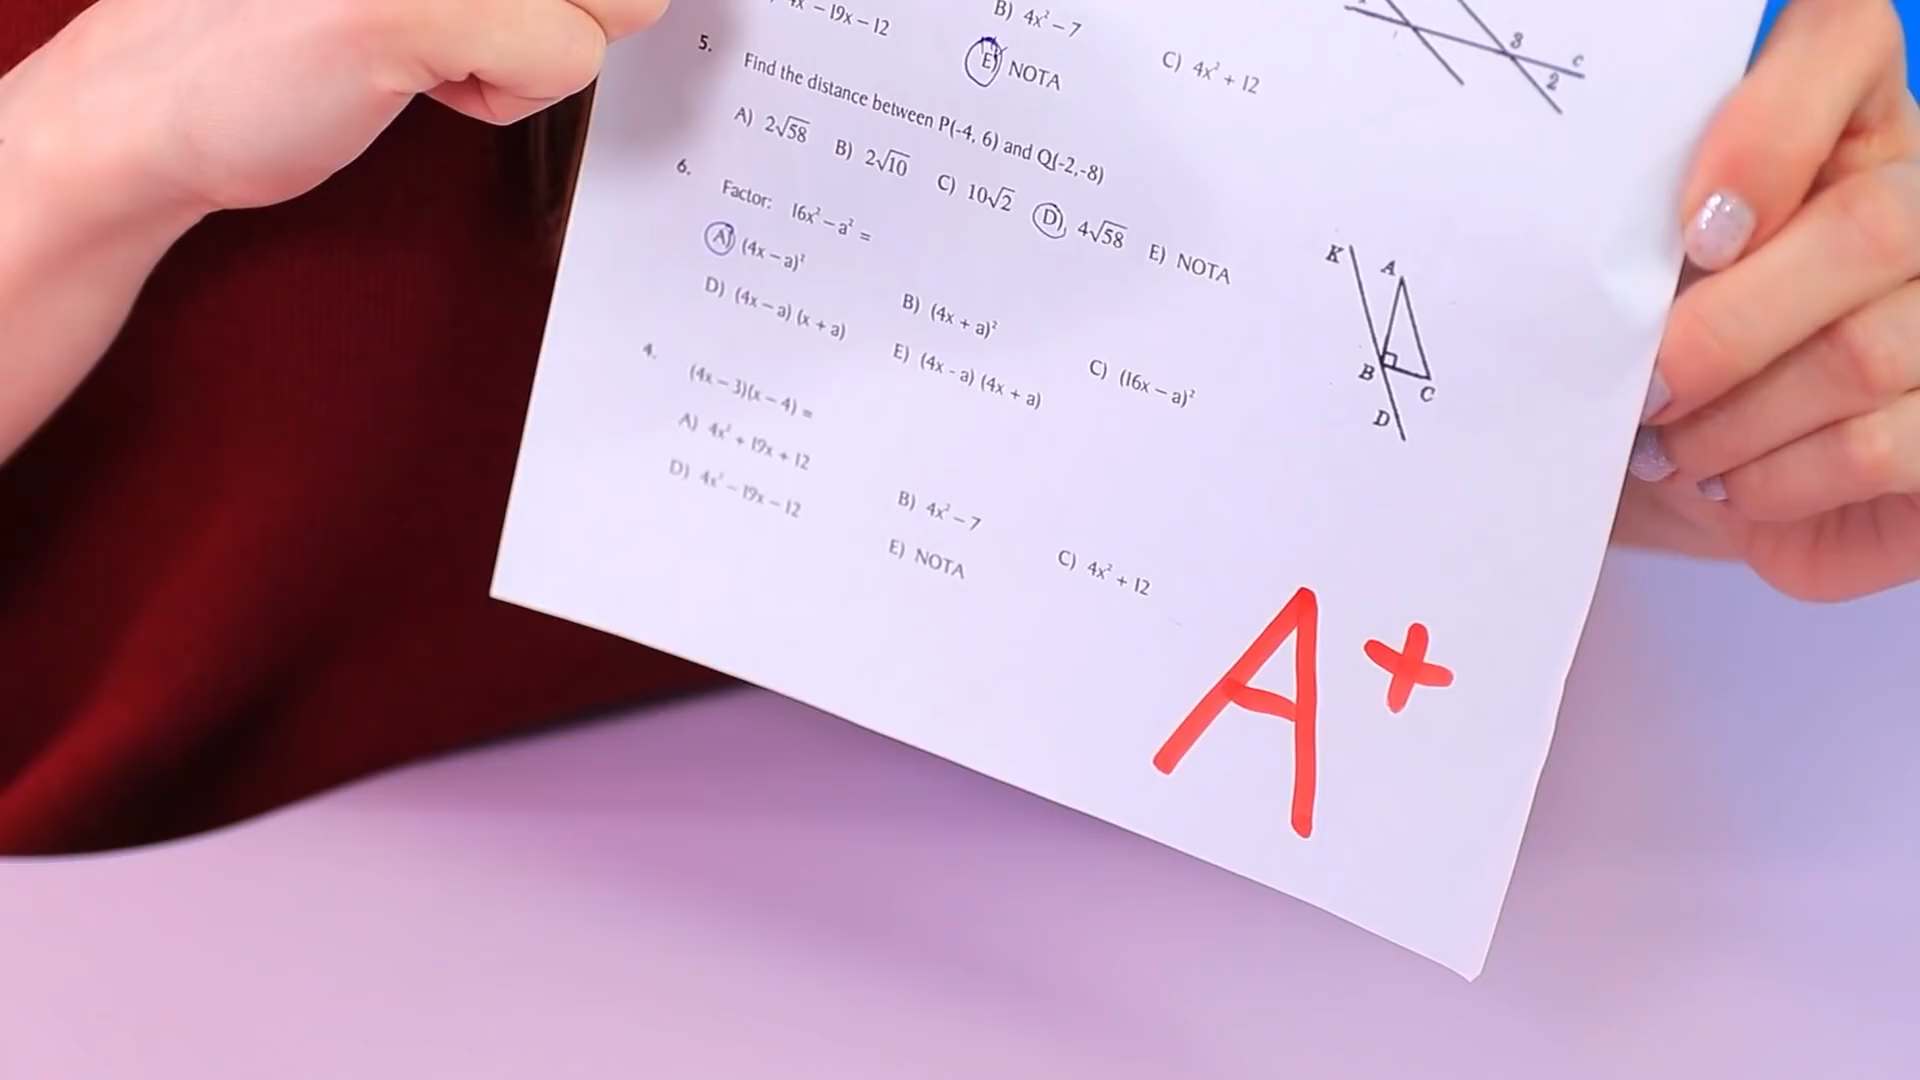 4x - 19x - 12
B) 4x² - 7
C) 4x² + 12
E) NOTA
5. Find the distance between P(-4, 6) and Q(-2,-8)
A) 2√58 B) 2√10 C) 10√2 D) 4√58 E) NOTA
6. Factor: 16x² - a² =
A) (4x - a)²
B) (4x + a)²
C) (16x - a)²
D) (4x - a) (x + a)
E) (4x - a) (4x + a)
4. (4x - 3)(x - 4) =
A) 4x² + 19x + 12
B) 4x² - 7
C) 4x² + 12
D) 4x² - 19x - 12
E) NOTA
3
c
2
K
A
B
C
D
A+